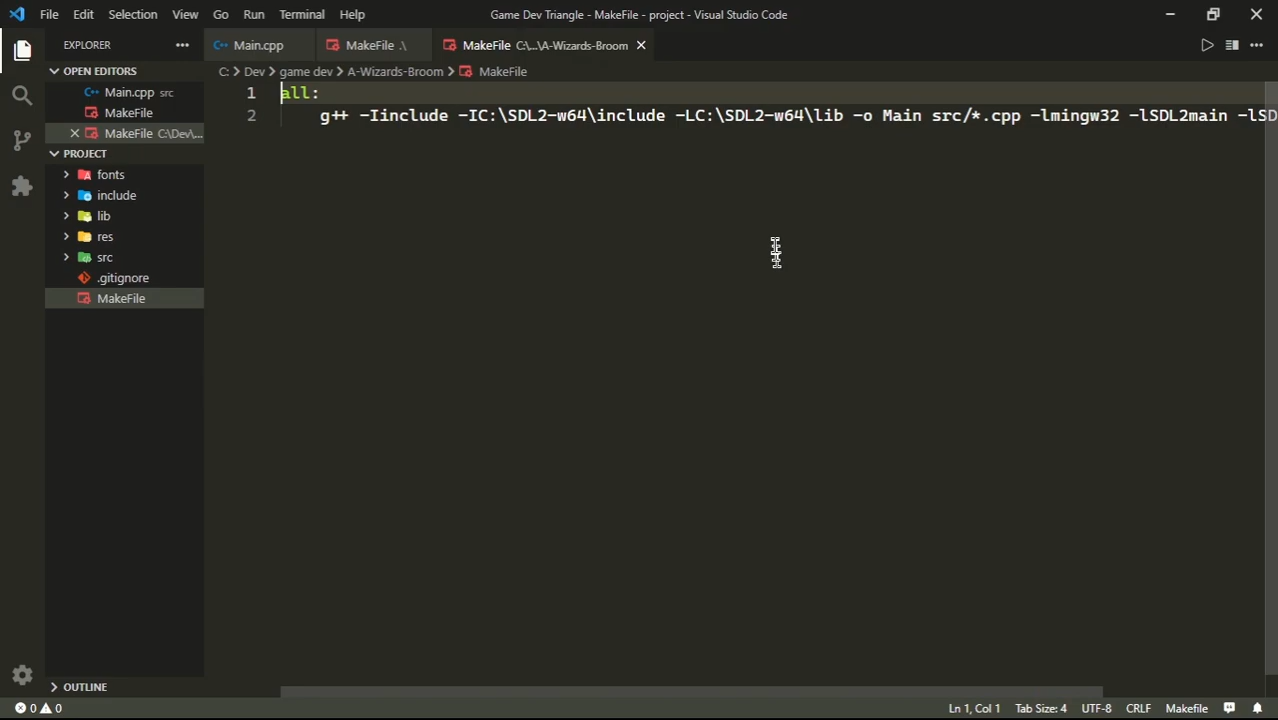 File Edit Selection View Go Run Terminal Help Game Dev Triangle - MakeFile - project - Visual Studio Code
EXPLORER Main.cpp MakeFile .\ MakeFile C:\...\A-Wizards-Broom
OPEN EDITORS C: > Dev > game dev > A-Wizards-Broom > MakeFile
Main.cpp src
MakeFile
MakeFile C:\Dev\...
PROJECT
fonts
include
lib
res
src
.gitignore
MakeFile
OUTLINE
1 all:
2 g++ -Iinclude -IC:\SDL2-w64\include -LC:\SDL2-w64\lib -o Main src/*.cpp -lmingw32 -lSDL2main -lSD
0 0 Ln 1, Col 1 Tab Size: 4 UTF-8 CRLF Makefile